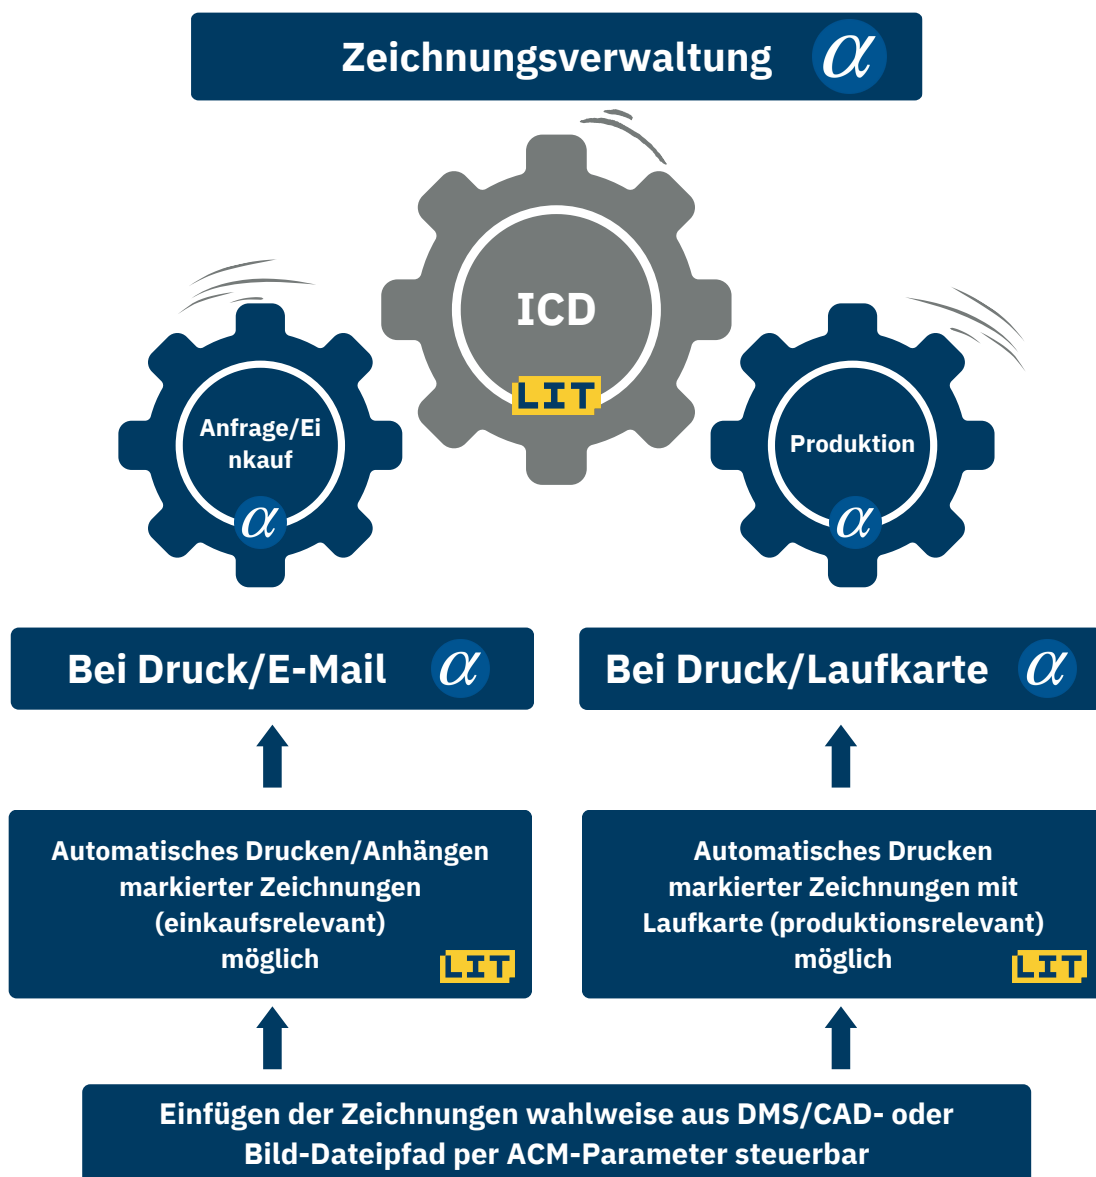 Zeichnungsverwaltung α
ICD
LIT
Anfrage/Ei
nkauf
α
Produktion
α
Bei Druck/E-Mail α
Bei Druck/Laufkarte α
Automatisches Drucken/Anhängen
markierter Zeichnungen
(einkaufsrelevant)
möglich
LIT
Automatisches Drucken
markierter Zeichnungen mit
Laufkarte (produktionsrelevant)
möglich
LIT
Einfügen der Zeichnungen wahlweise aus DMS/CAD- oder
Bild-Dateipfad per ACM-Parameter steuerbar